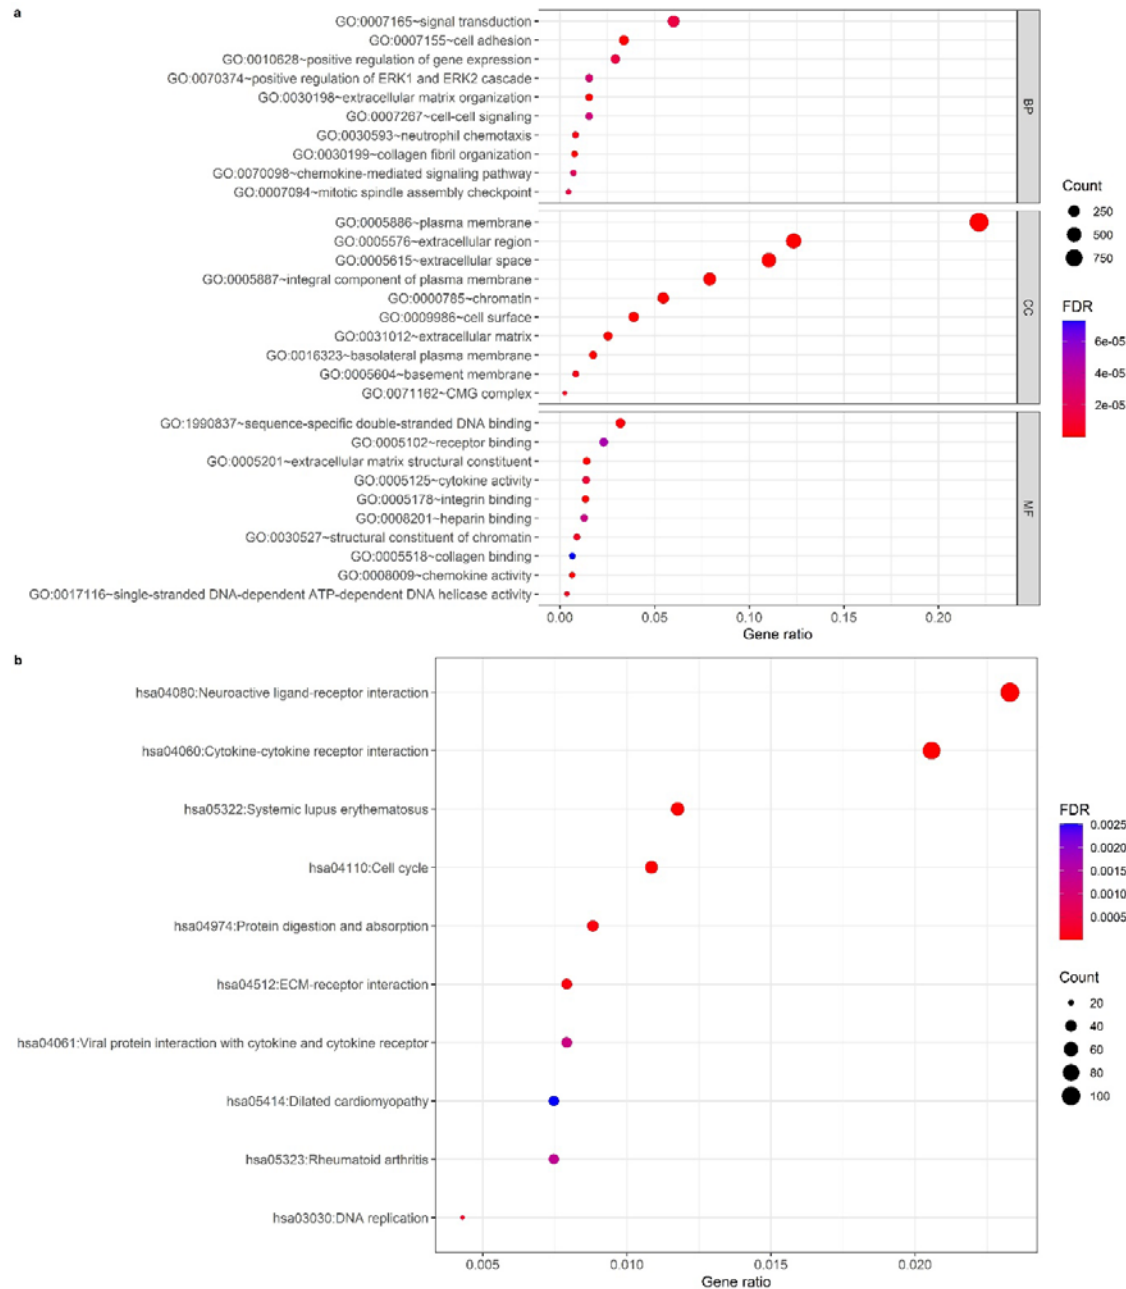 a
GO:0007165~signal transduction
GO:0007155~cell adhesion
GO:0010628~positive regulation of gene expression
GO:0070374~positive regulation of ERK1 and ERK2 cascade
GO:0030198~extracellular matrix organization
GO:0007267~cell-cell signaling
GO:0030593~neutrophil chemotaxis
GO:0030199~collagen fibril organization
GO:0070098~chemokine-mediated signaling pathway
GO:0007094~mitotic spindle assembly checkpoint
BP
GO:0005886~plasma membrane
GO:0005576~extracellular region
GO:0005615~extracellular space
GO:0005887~integral component of plasma membrane
GO:0000785~chromatin
GO:0009986~cell surface
GO:0031012~extracellular matrix
GO:0016323~basolateral plasma membrane
GO:0005604~basement membrane
GO:0071162~CMG complex
CC
GO:1990837~sequence-specific double-stranded DNA binding
GO:0005102~receptor binding
GO:0005201~extracellular matrix structural constituent
GO:0005125~cytokine activity
GO:0005178~integrin binding
GO:0008201~heparin binding
GO:0030527~structural constituent of chromatin
GO:0005518~collagen binding
GO:0008009~chemokine activity
GO:0017116~single-stranded DNA-dependent ATP-dependent DNA helicase activity
MF
0.00 0.05 0.10 0.15 0.20
Gene ratio
Count
250
500
750
FDR
6e-05
4e-05
2e-05
b
hsa04080:Neuroactive ligand-receptor interaction
hsa04060:Cytokine-cytokine receptor interaction
hsa05322:Systemic lupus erythematosus
hsa04110:Cell cycle
hsa04974:Protein digestion and absorption
hsa04512:ECM-receptor interaction
hsa04061:Viral protein interaction with cytokine and cytokine receptor
hsa05414:Dilated cardiomyopathy
hsa05323:Rheumatoid arthritis
hsa03030:DNA replication
0.005 0.010 0.015 0.020
Gene ratio
FDR
0.0025
0.0020
0.0015
0.0010
0.0005
Count
20
40
60
80
100